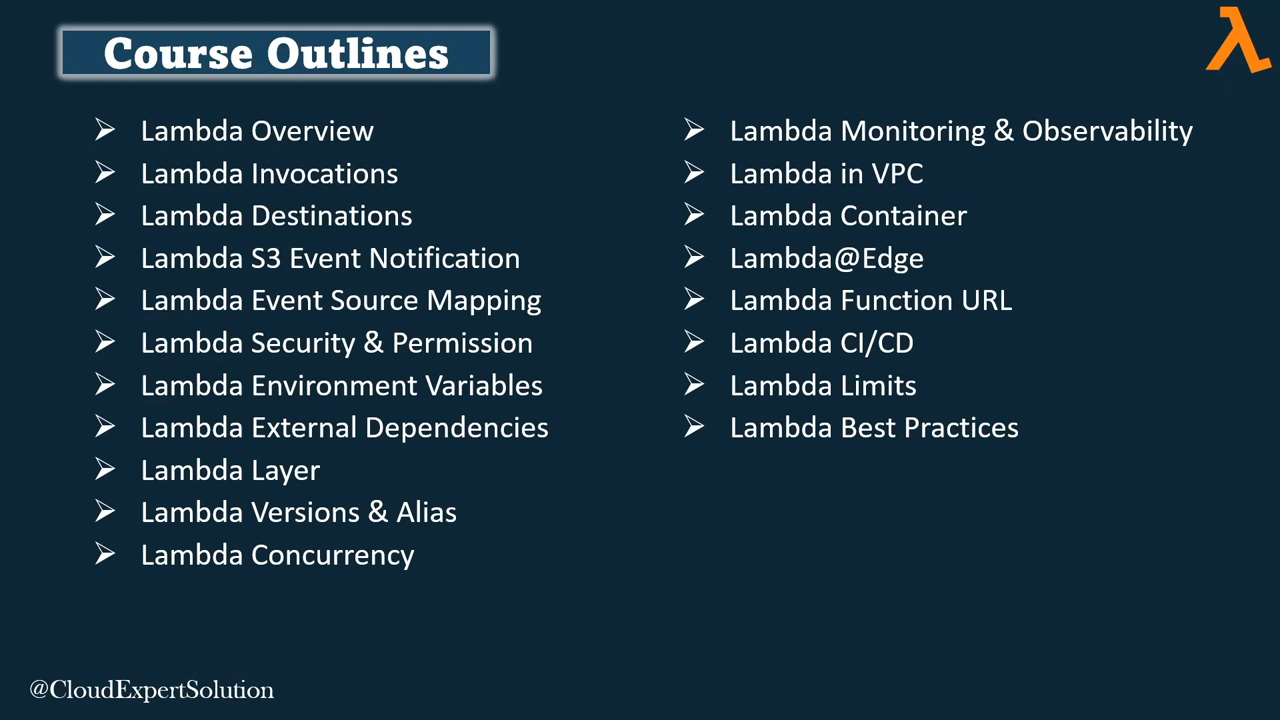 Course Outlines
➢ Lambda Overview
➢ Lambda Invocations
➢ Lambda Destinations
➢ Lambda S3 Event Notification
➢ Lambda Event Source Mapping
➢ Lambda Security & Permission
➢ Lambda Environment Variables
➢ Lambda External Dependencies
➢ Lambda Layer
➢ Lambda Versions & Alias
➢ Lambda Concurrency
➢ Lambda Monitoring & Observability
➢ Lambda in VPC
➢ Lambda Container
➢ Lambda@Edge
➢ Lambda Function URL
➢ Lambda CI/CD
➢ Lambda Limits
➢ Lambda Best Practices
@CloudExpertSolution